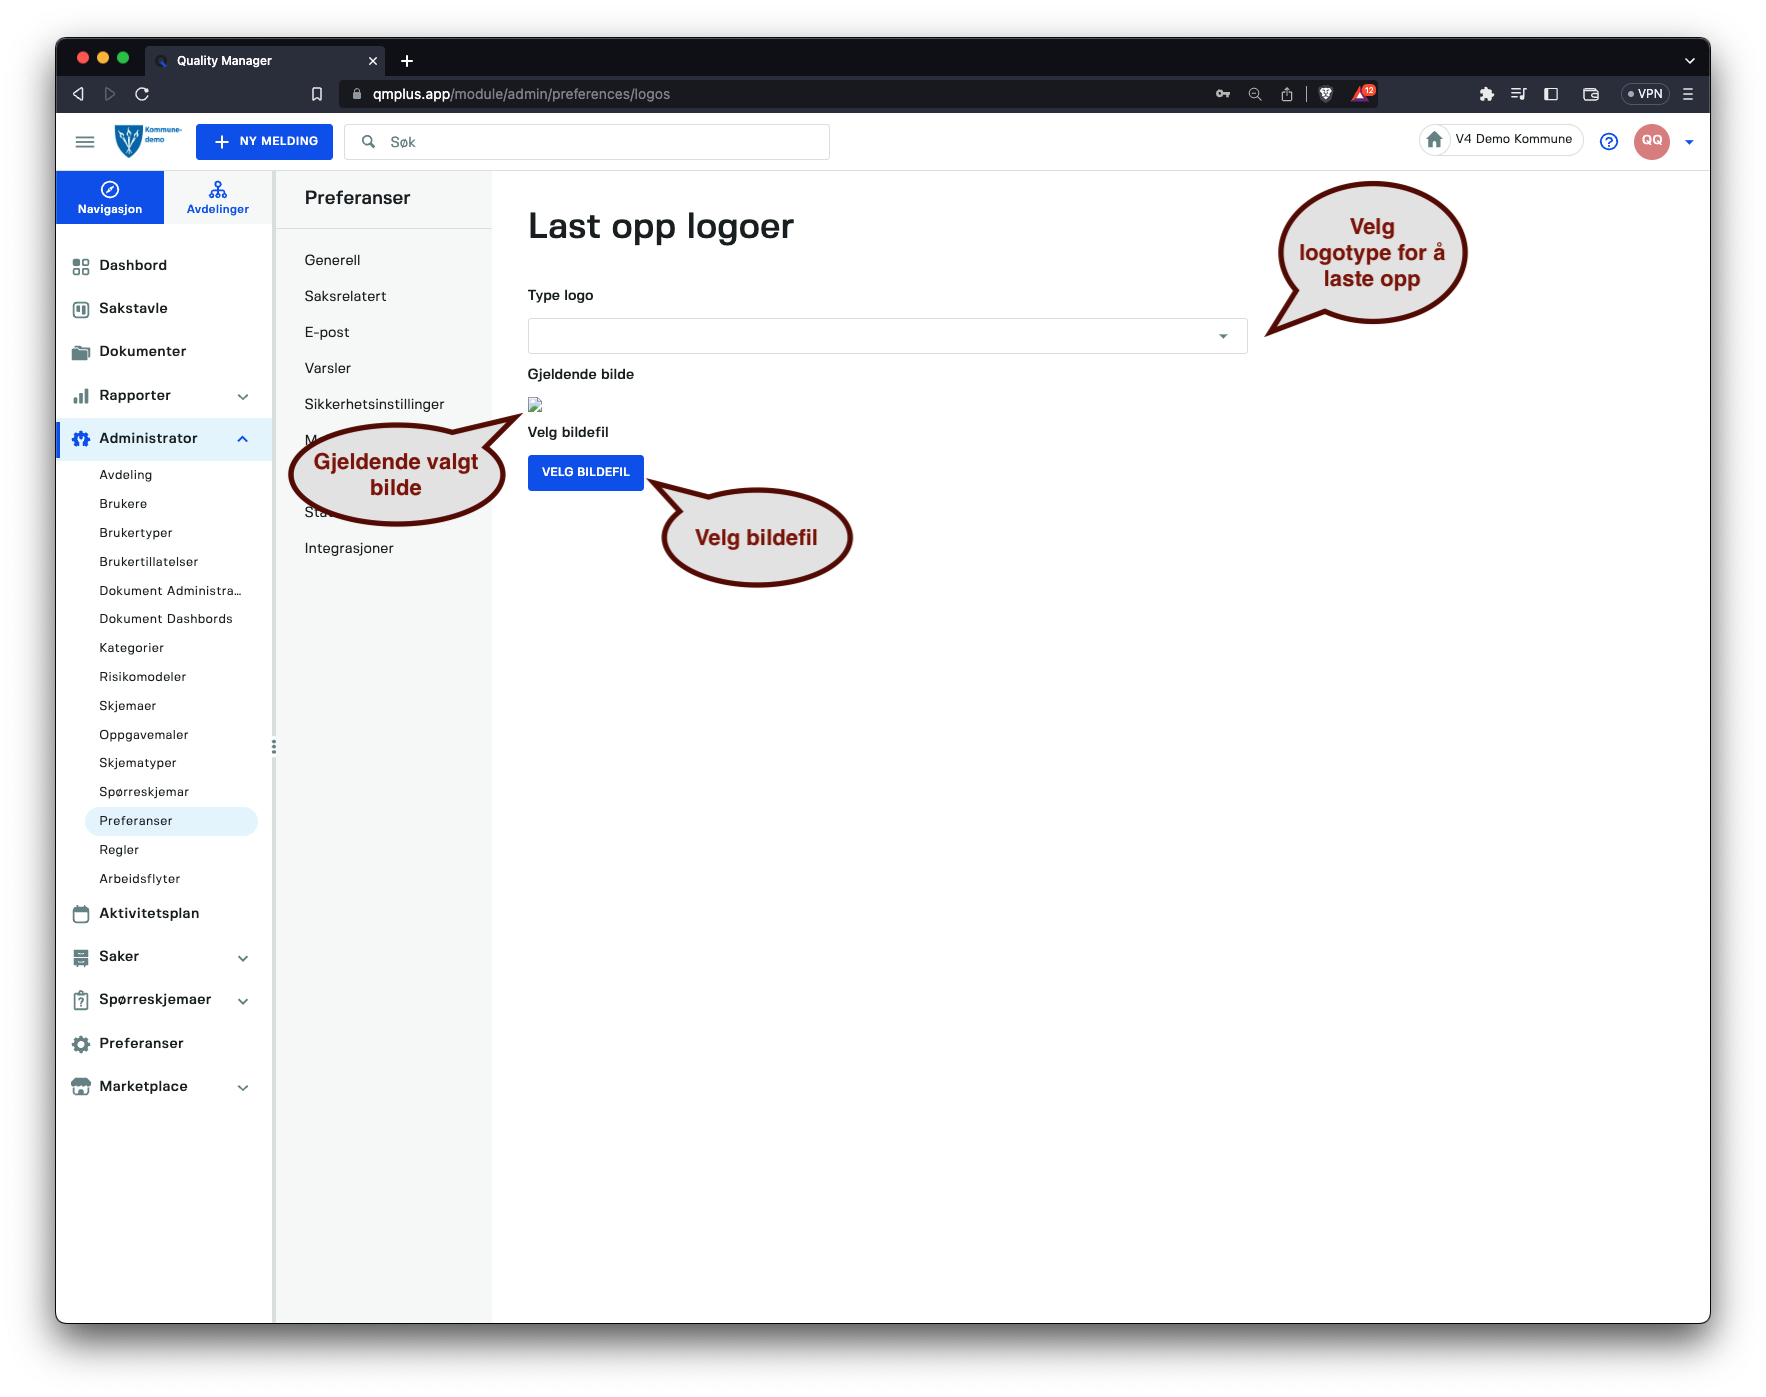 Quality Manager
qmplus.app/module/admin/preferences/logos
12
VPN
Kommune-
demo
NY MELDING
Søk
V4 Demo Kommune
QQ
Navigasjon
Avdelinger
Dashbord
Sakstavle
Dokumenter
Rapporter
Administrator
Avdeling
Brukere
Brukertyper
Brukertillatelser
Dokument Administra...
Dokument Dashbords
Kategorier
Risikomodeler
Skjemaer
Oppgavemaler
Skjematyper
Spørreskjemar
Preferanser
Regler
Arbeidsflyter
Aktivitetsplan
Saker
Spørreskjemaer
Preferanser
Marketplace
Preferanser
Generell
Saksrelatert
E-post
Varsler
Sikkerhetsinstillinger
Integrasjoner
Last opp logoer
Type logo
Gjeldende bilde
Velg bildefil
VELG BILDEFIL
Velg
logotype for å
laste opp
Gjeldende valgt
bilde
Velg bildefil